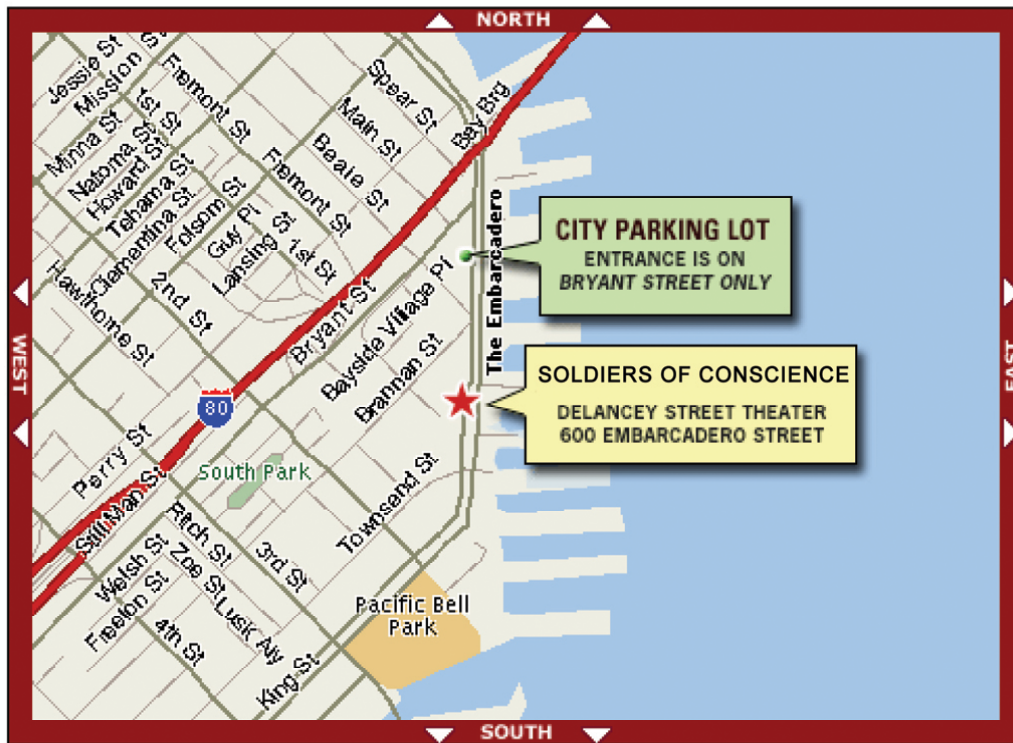 NORTH
Jessie St
Mission St
1st St
Minna St
Natoma St
Howard St
Tehama St
Clementina St
Folsom St
Hawthorne St
Fremont St
Spear St
Main St
Beale St
Fremont St
Bay Brg
Guy Pl
Lansing St
1st St
2nd St
The Embarcadero
CITY PARKING LOT
ENTRANCE IS ON
BRYANT STREET ONLY
WEST
EAST
Bryant St
Bayside Village Pl
Brannan St
SOLDIERS OF CONSCIENCE
DELANCEY STREET THEATER
600 EMBARCADERO STREET
80
Perry St
Still Man St
South Park
Townsend St
Ritch St
3rd St
Welsh St
Zoe St
Freelon St
Lusk Aly
4th St
King St
Pacific Bell
Park
SOUTH